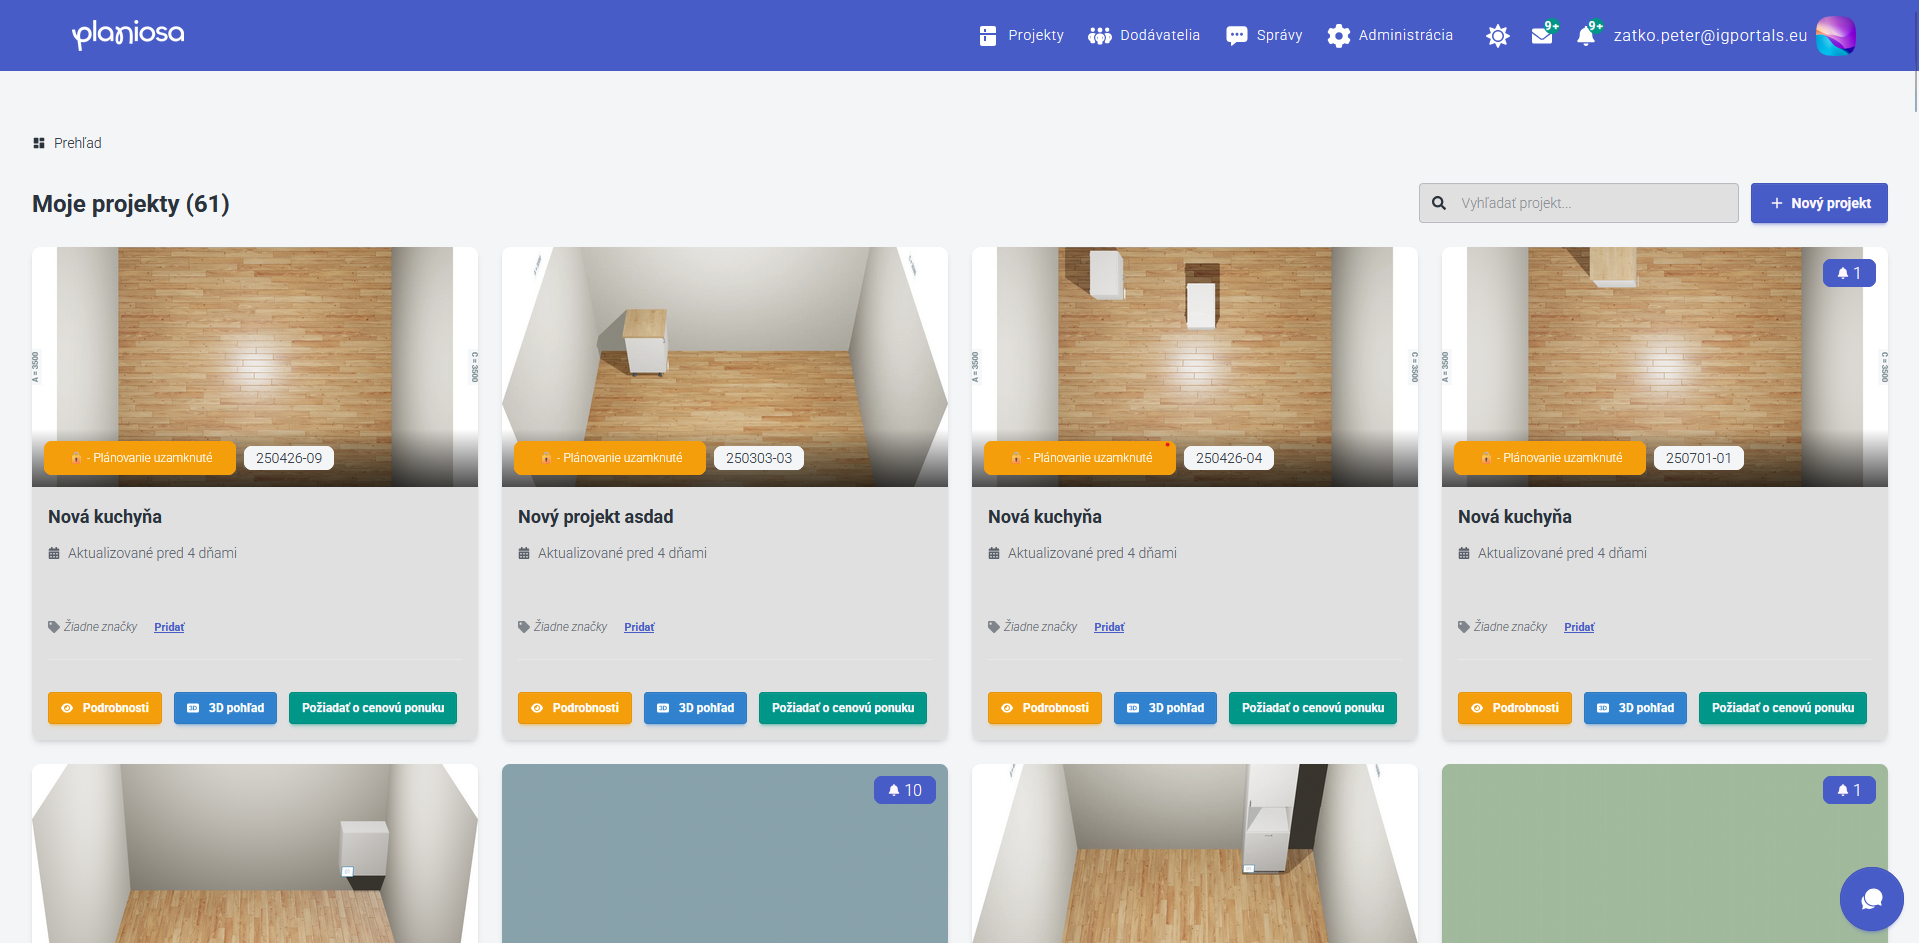 planiosa
Projekty
Dodávatelia
Správy
Administrácia
9+
9+
zatko.peter@igportals.eu
Prehľad
Moje projekty (61)
Vyhľadať projekt...
+ Nový projekt
A = 3500
C = 3500
- Plánovanie uzamknuté
250426-09
Nová kuchyňa
Aktualizované pred 4 dňami
Žiadne značky Pridať
Podrobnosti
3D pohľad
Požiadať o cenovú ponuku
- Plánovanie uzamknuté
250303-03
Nový projekt asdad
Aktualizované pred 4 dňami
Žiadne značky Pridať
Podrobnosti
3D pohľad
Požiadať o cenovú ponuku
A = 3500
C = 3500
- Plánovanie uzamknuté
250426-04
Nová kuchyňa
Aktualizované pred 4 dňami
Žiadne značky Pridať
Podrobnosti
3D pohľad
Požiadať o cenovú ponuku
1
A = 3500
C = 3500
- Plánovanie uzamknuté
250701-01
Nová kuchyňa
Aktualizované pred 4 dňami
Žiadne značky Pridať
Podrobnosti
3D pohľad
Požiadať o cenovú ponuku
10
1